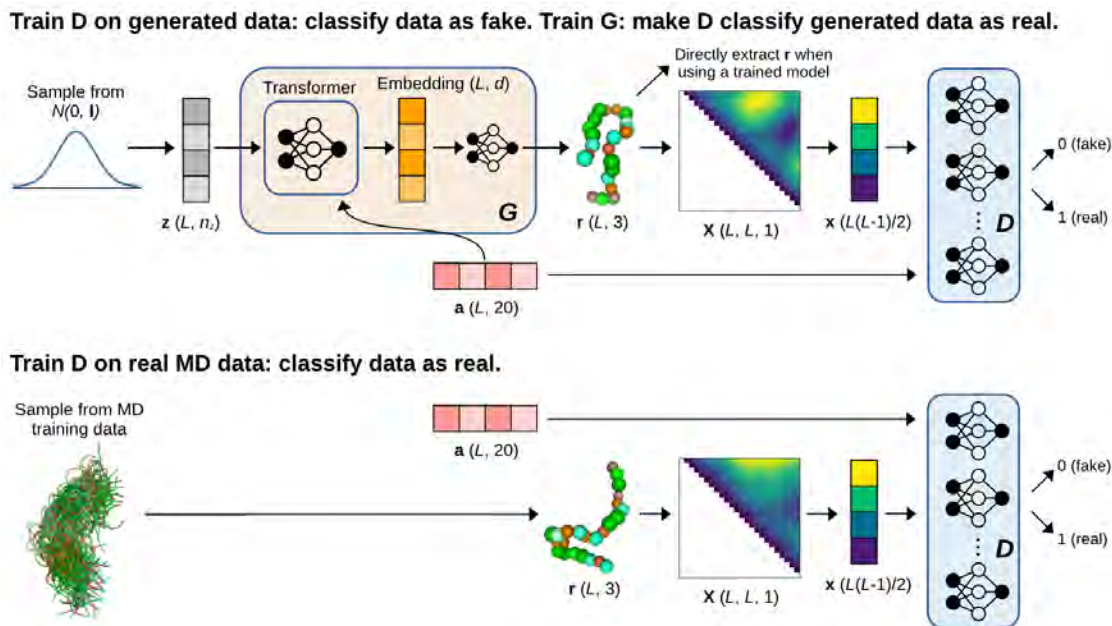 Train D on generated data: classify data as fake. Train G: make D classify generated data as real.
Directly extract r when
using a trained model
Sample from
N(0, I)
Transformer
Embedding (L, d)
z (L, nz)
G
r (L, 3)
X (L, L, 1)
x (L(L-1)/2)
D
0 (fake)
1 (real)
a (L, 20)
Train D on real MD data: classify data as real.
Sample from MD
training data
a (L, 20)
r (L, 3)
X (L, L, 1)
x (L(L-1)/2)
D
0 (fake)
1 (real)